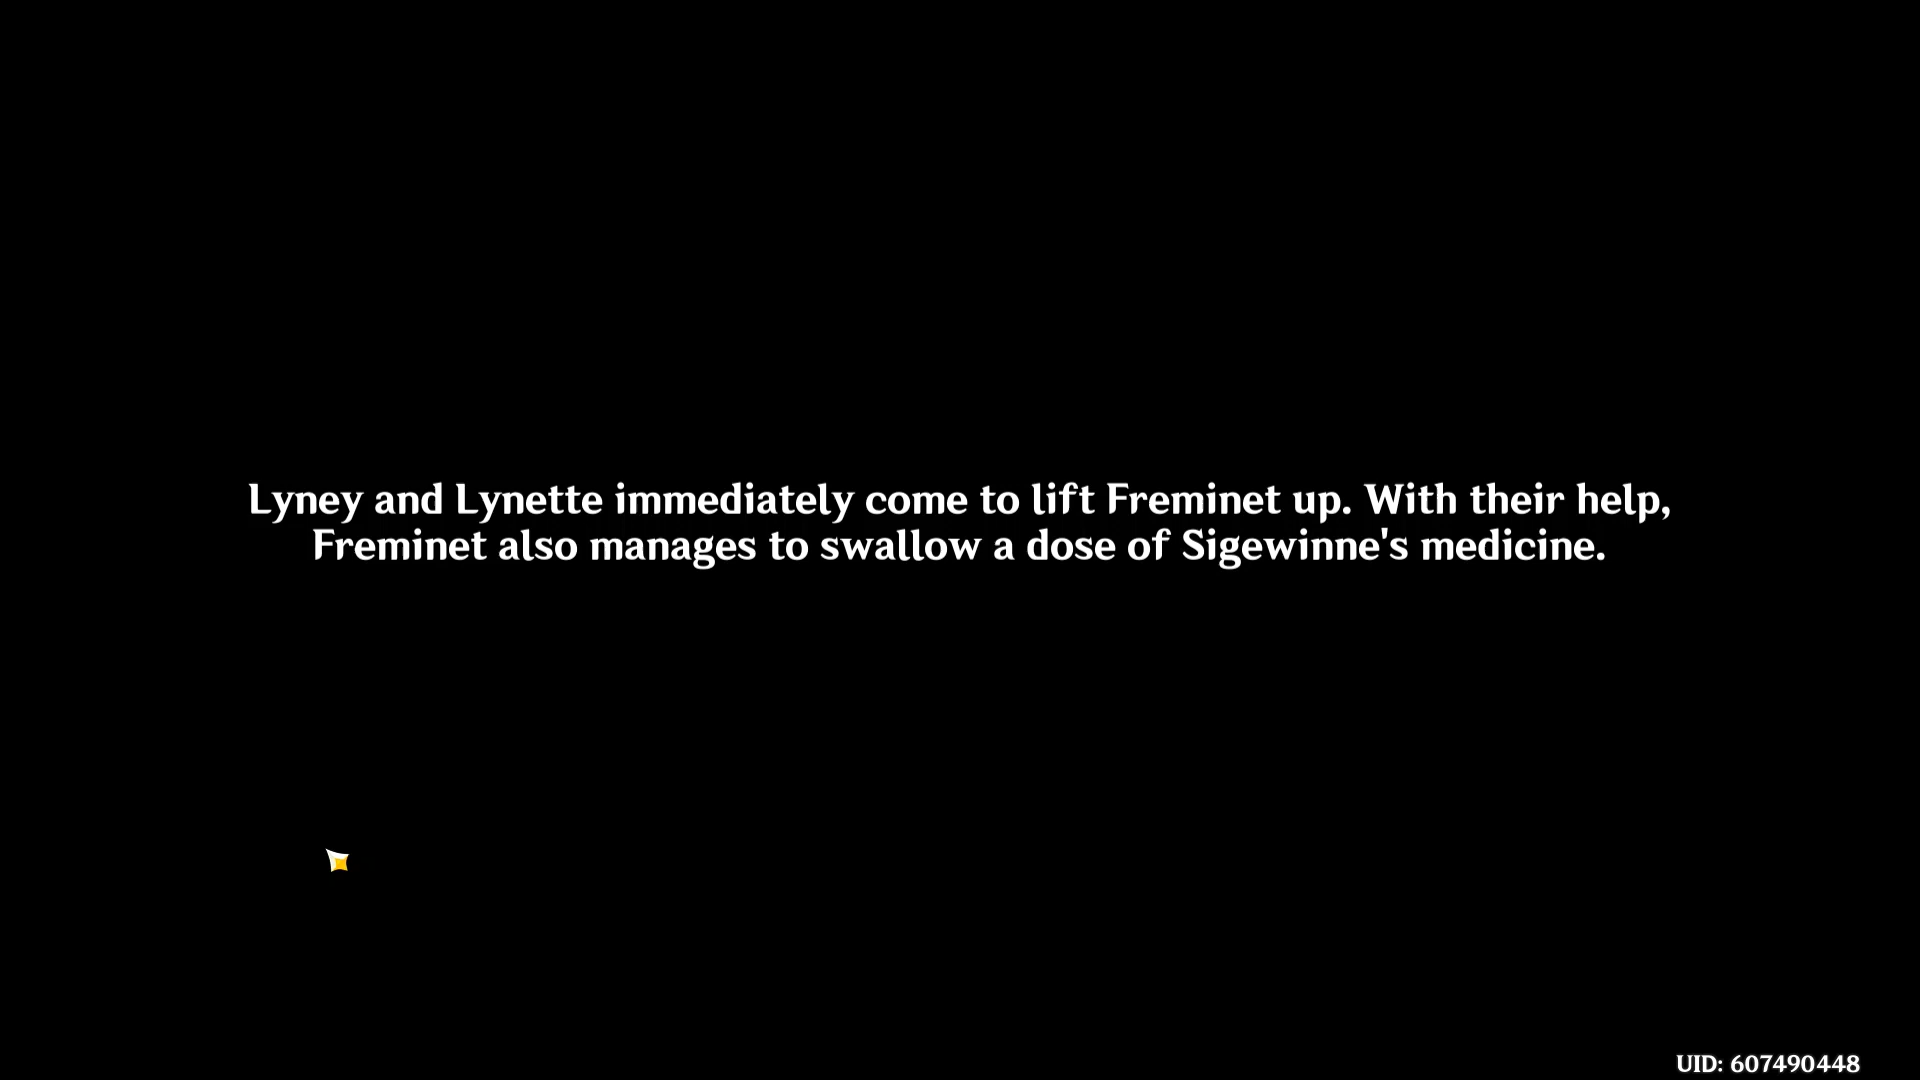 Lyney and Lynette immediately come to lift Freminet up. With their help,
Freminet also manages to swallow a dose of Sigewinne's medicine.
UID: 607490448